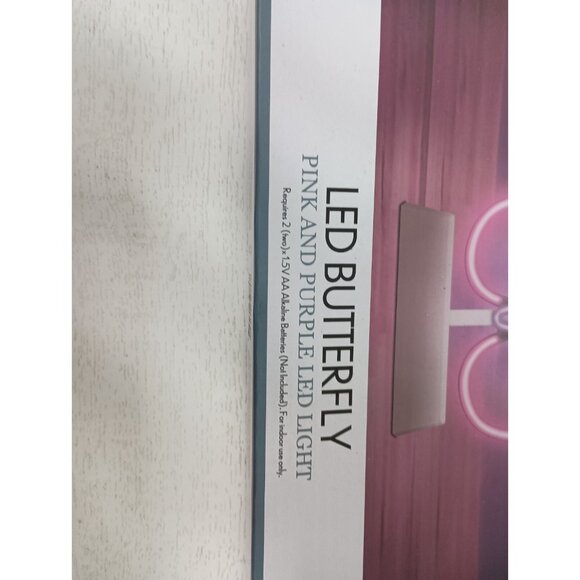 LED BUTTERFLY
PINK AND PURPLE LED LIGHT
Requires 2 (two) x 1.5V AA Alkaline Batteries (Not Included). For indoor use only.